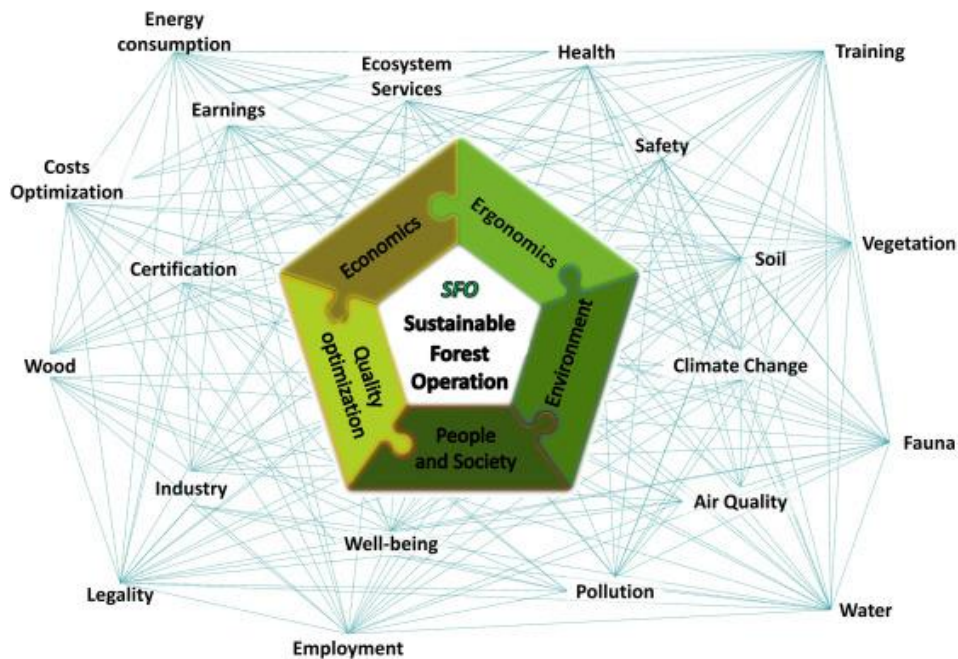 Energy
consumption
Health
Training
Ecosystem
Services
Earnings
Safety
Costs
Optimization
Vegetation
Certification
Soil
Economics
Ergonomics
SFO
Sustainable
Forest
Operation
Quality
optimization
Environment
People
and Society
Wood
Climate Change
Fauna
Industry
Air Quality
Well-being
Legality
Pollution
Water
Employment